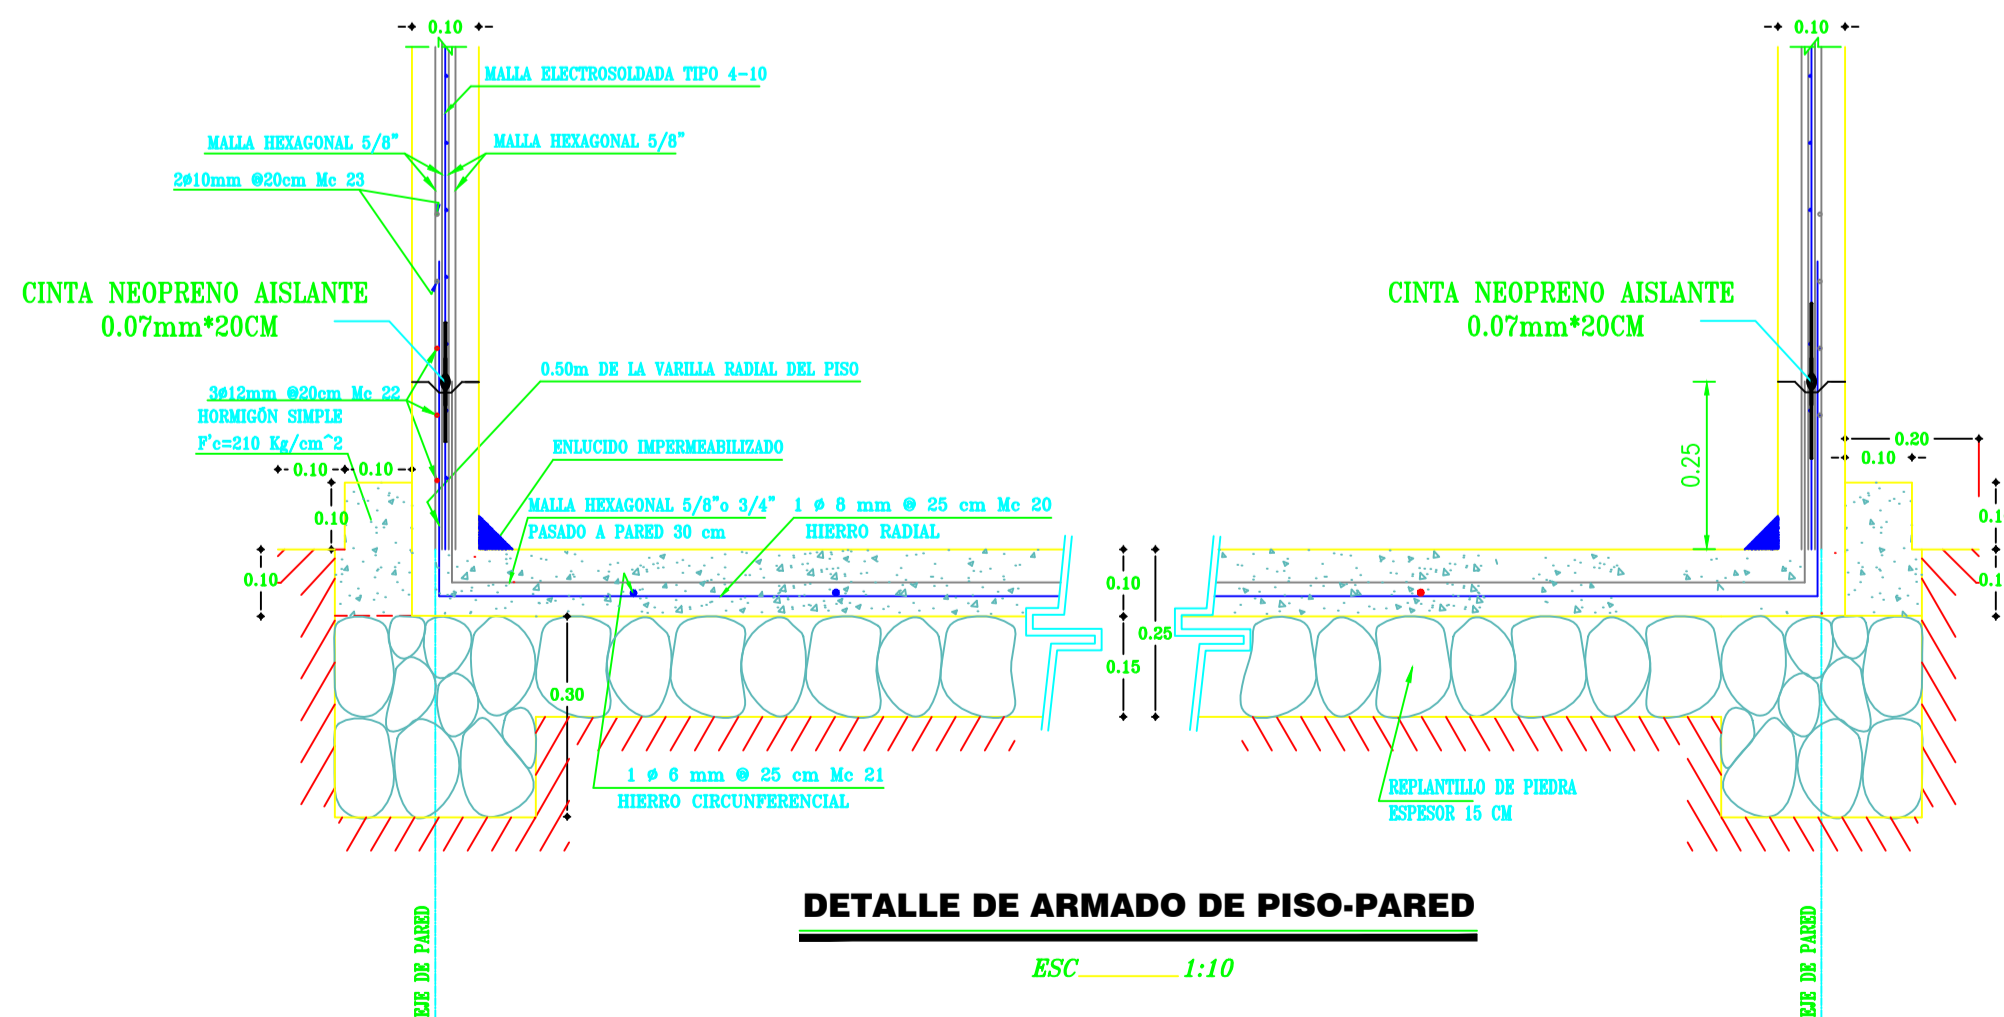 0.10
0.10
MALLA ELECTROSOLDADA TIPO 4-10
MALLA HEXAGONAL 5/8"
MALLA HEXAGONAL 5/8"
2ø10mm @20cm Mc 23
CINTA NEOPRENO AISLANTE
0.07mm*20CM
CINTA NEOPRENO AISLANTE
0.07mm*20CM
0.50m DE LA VARILLA RADIAL DEL PISO
3ø12mm @20cm Mc 22
HORMIGÓN SIMPLE
F'c=210 Kg/cm^2
ENLUCIDO IMPERMEABILIZADO
0.25
0.20
0.10
0.10
0.10
0.10
MALLA HEXAGONAL 5/8"o 3/4"
PASADO A PARED 30 cm
1 ø 8 mm @ 25 cm Mc 20
HIERRO RADIAL
0.1
0.10
0.10
0.1
0.25
0.15
0.30
1 ø 6 mm @ 25 cm Mc 21
HIERRO CIRCUNFERENCIAL
REPLANTILLO DE PIEDRA
ESPESOR 15 CM
DETALLE DE ARMADO DE PISO-PARED
ESC 1:10
EJE DE PARED
EJE DE PARED